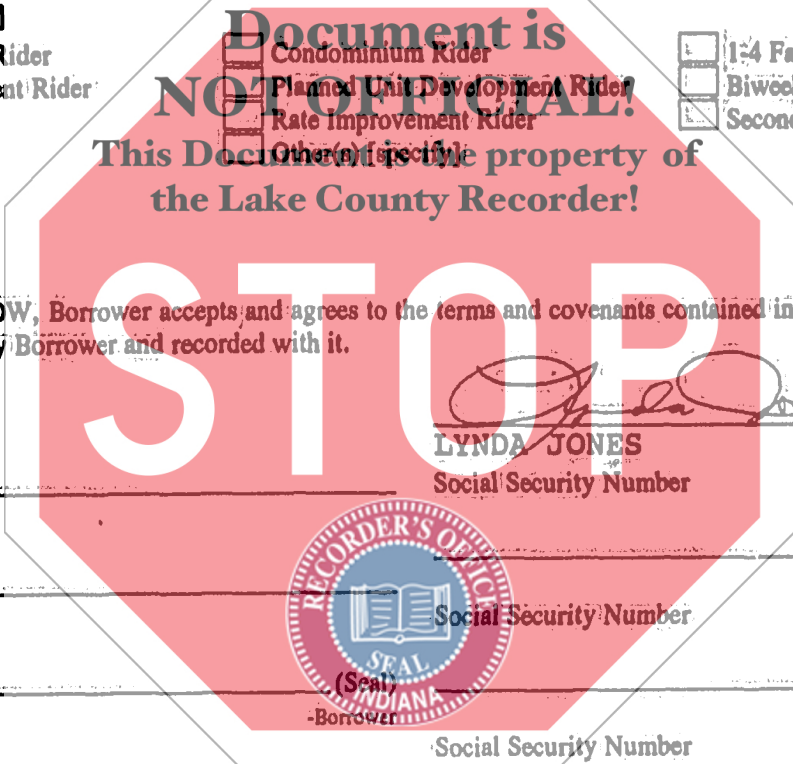 Document is
Rider Condominium Rider 1-4 Fa
nt Rider NOT OFFICIAL! Planned Unit Development Rider Biwee
Rate Improvement Rider Second
This Document is the property of
Other(s) [specify]
the Lake County Recorder!
OW, Borrower accepts and agrees to the terms and covenants contained in
y Borrower and recorded with it.
STOP
Lynda
LYNDA JONES
Social Security Number
RECORDER'S OFFICE
Social Security Number
SEAL
(Seal)
INDIANA
-Borrower
Social Security Number